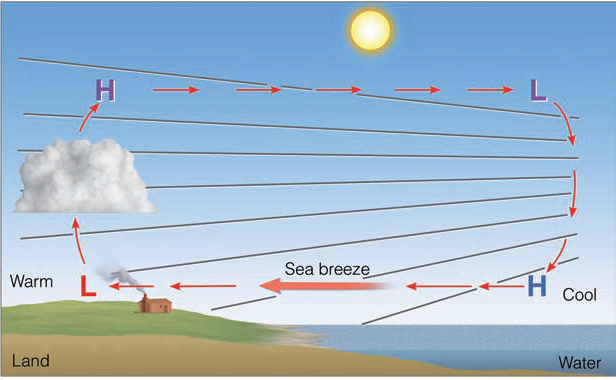 H
L
Sea breeze
Warm
L
H
Cool
Land
Water